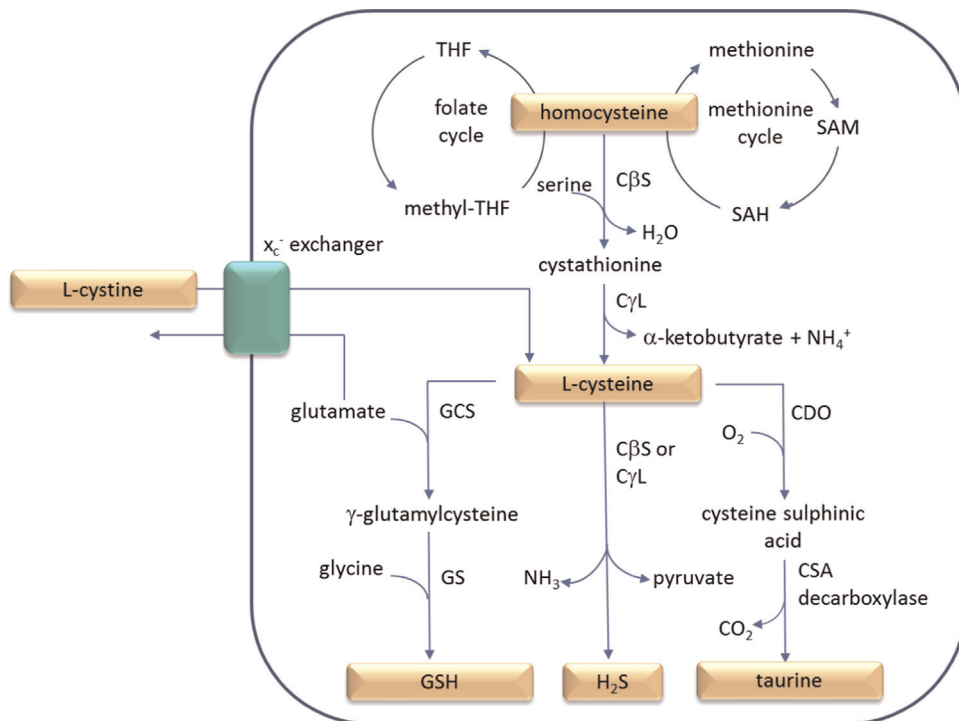 THF
methionine
folate
cycle
homocysteine
methionine
cycle
SAM
serine
CβS
methyl-THF
SAH
H₂O
x꜀⁻ exchanger
cystathionine
L-cystine
CγL
α-ketobutyrate + NH₄⁺
L-cysteine
glutamate
GCS
CDO
O₂
CβS or
CγL
γ-glutamylcysteine
cysteine sulphinic
acid
glycine
GS
NH₃
pyruvate
CSA
decarboxylase
CO₂
GSH
H₂S
taurine